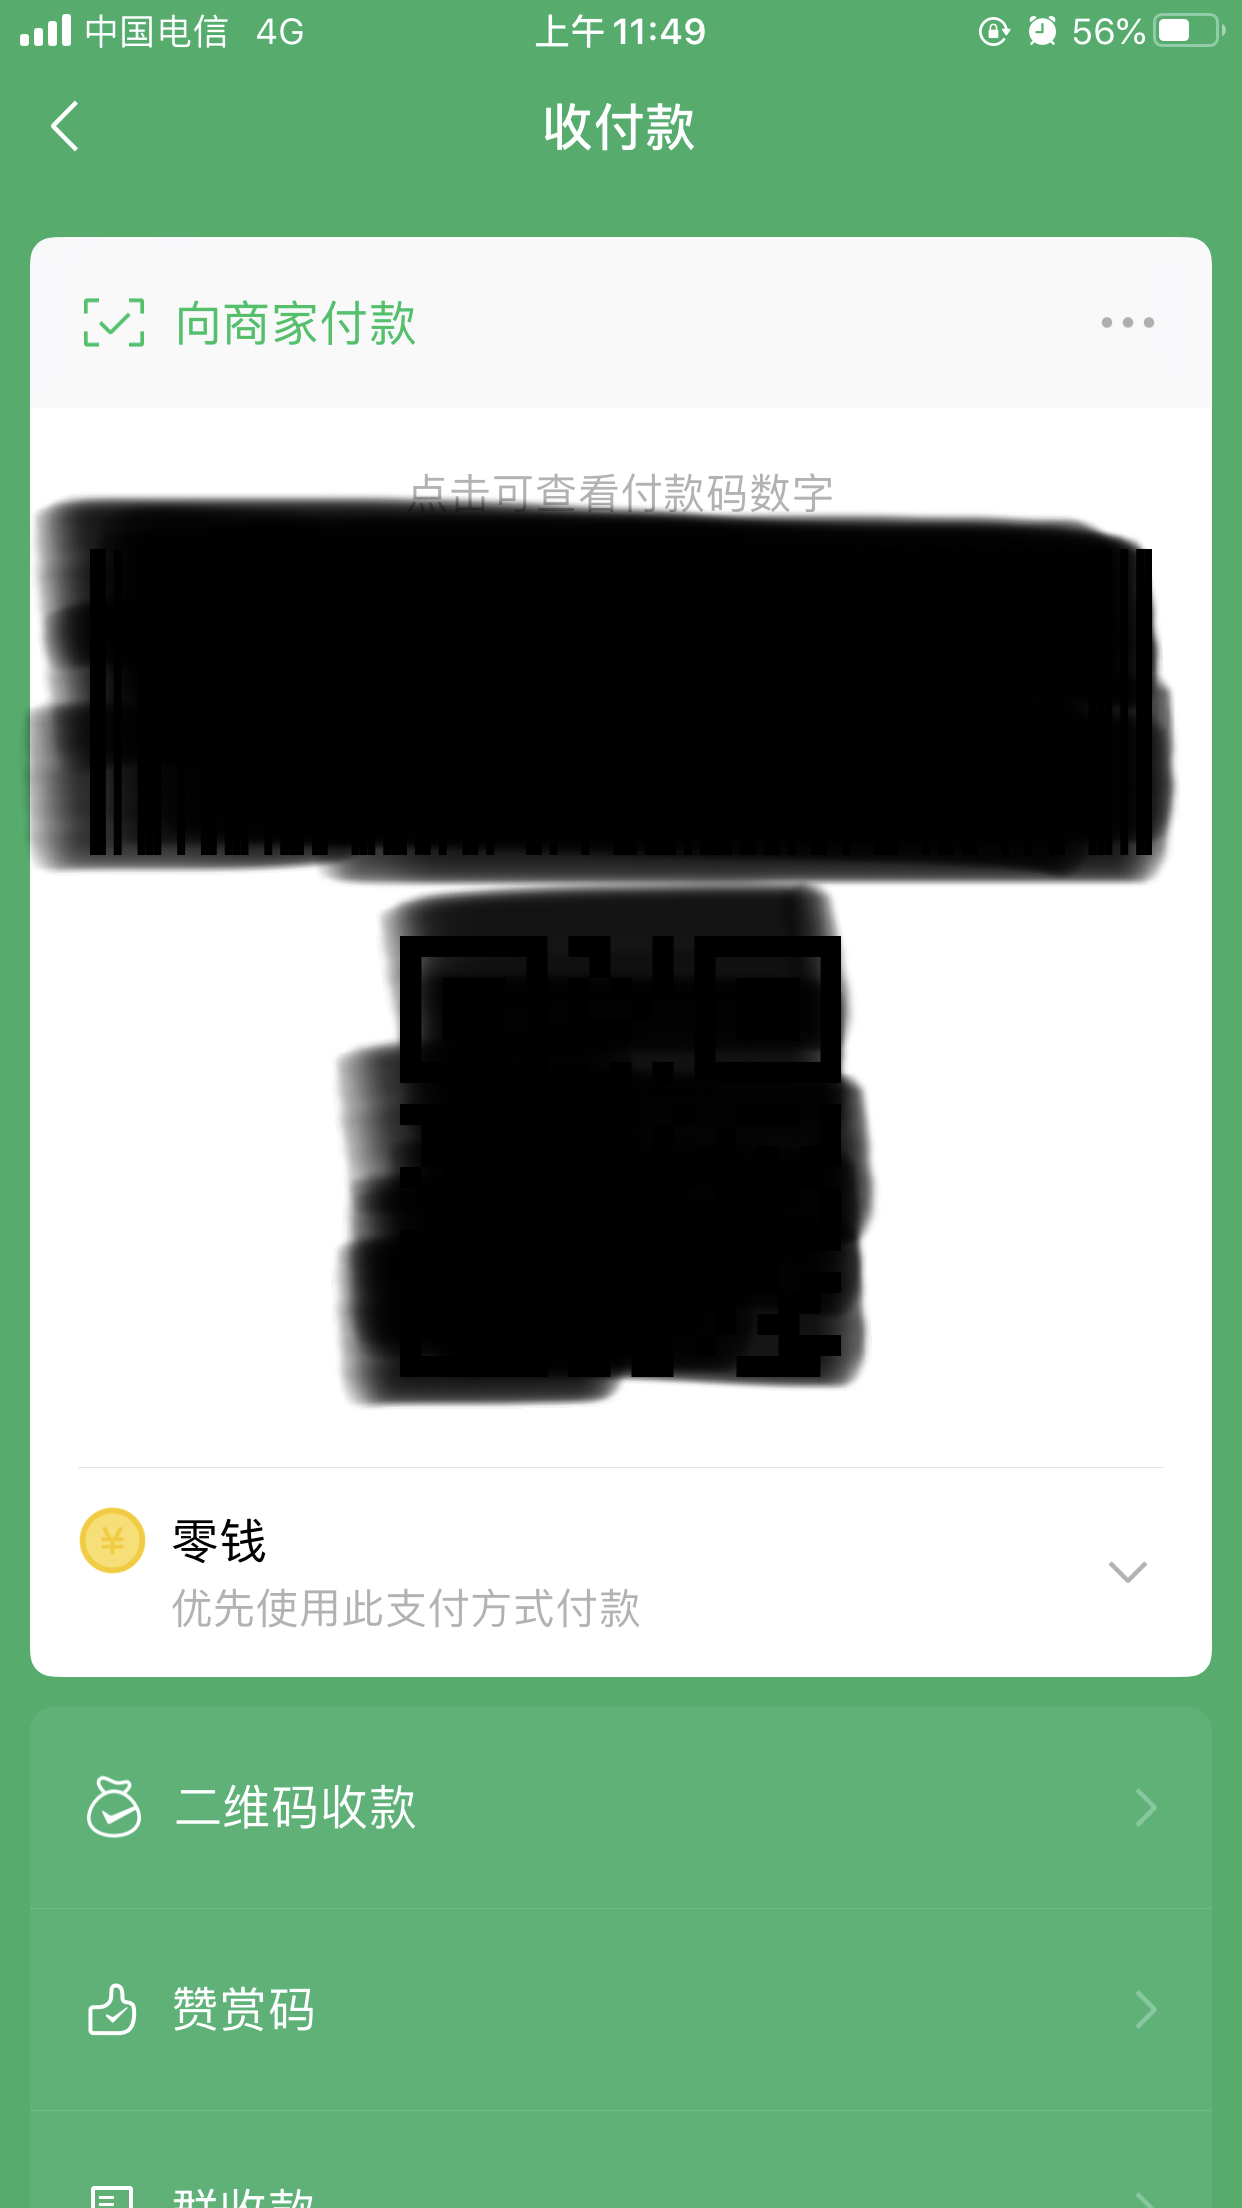 中国电信 4G 上午11:49 56%
收付款
向商家付款
点击可查看付款码数字
¥ 零钱
优先使用此支付方式付款
二维码收款
赞赏码
群收款